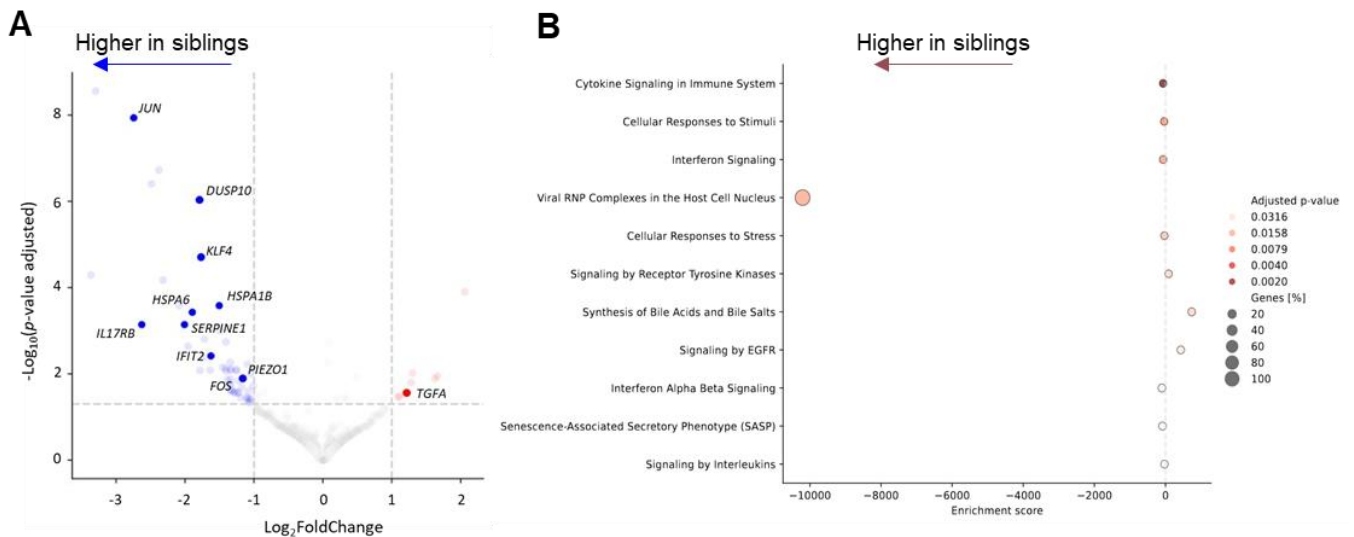 A
Higher in siblings
8
6
4
2
0
-Log10(p-value adjusted)
JUN
DUSP10
KLF4
HSPA6
HSPA1B
IL17RB
SERPINE1
IFIT2
PIEZO1
FOS
TGFA
-3
-2
-1
0
1
2
Log2FoldChange
B
Higher in siblings
Cytokine Signaling in Immune System
Cellular Responses to Stimuli
Interferon Signaling
Viral RNP Complexes in the Host Cell Nucleus
Cellular Responses to Stress
Signaling by Receptor Tyrosine Kinases
Synthesis of Bile Acids and Bile Salts
Signaling by EGFR
Interferon Alpha Beta Signaling
Senescence-Associated Secretory Phenotype (SASP)
Signaling by Interleukins
−10000
−8000
−6000
−4000
−2000
0
Enrichment score
Adjusted p-value
0.0316
0.0158
0.0079
0.0040
0.0020
Genes [%]
20
40
60
80
100